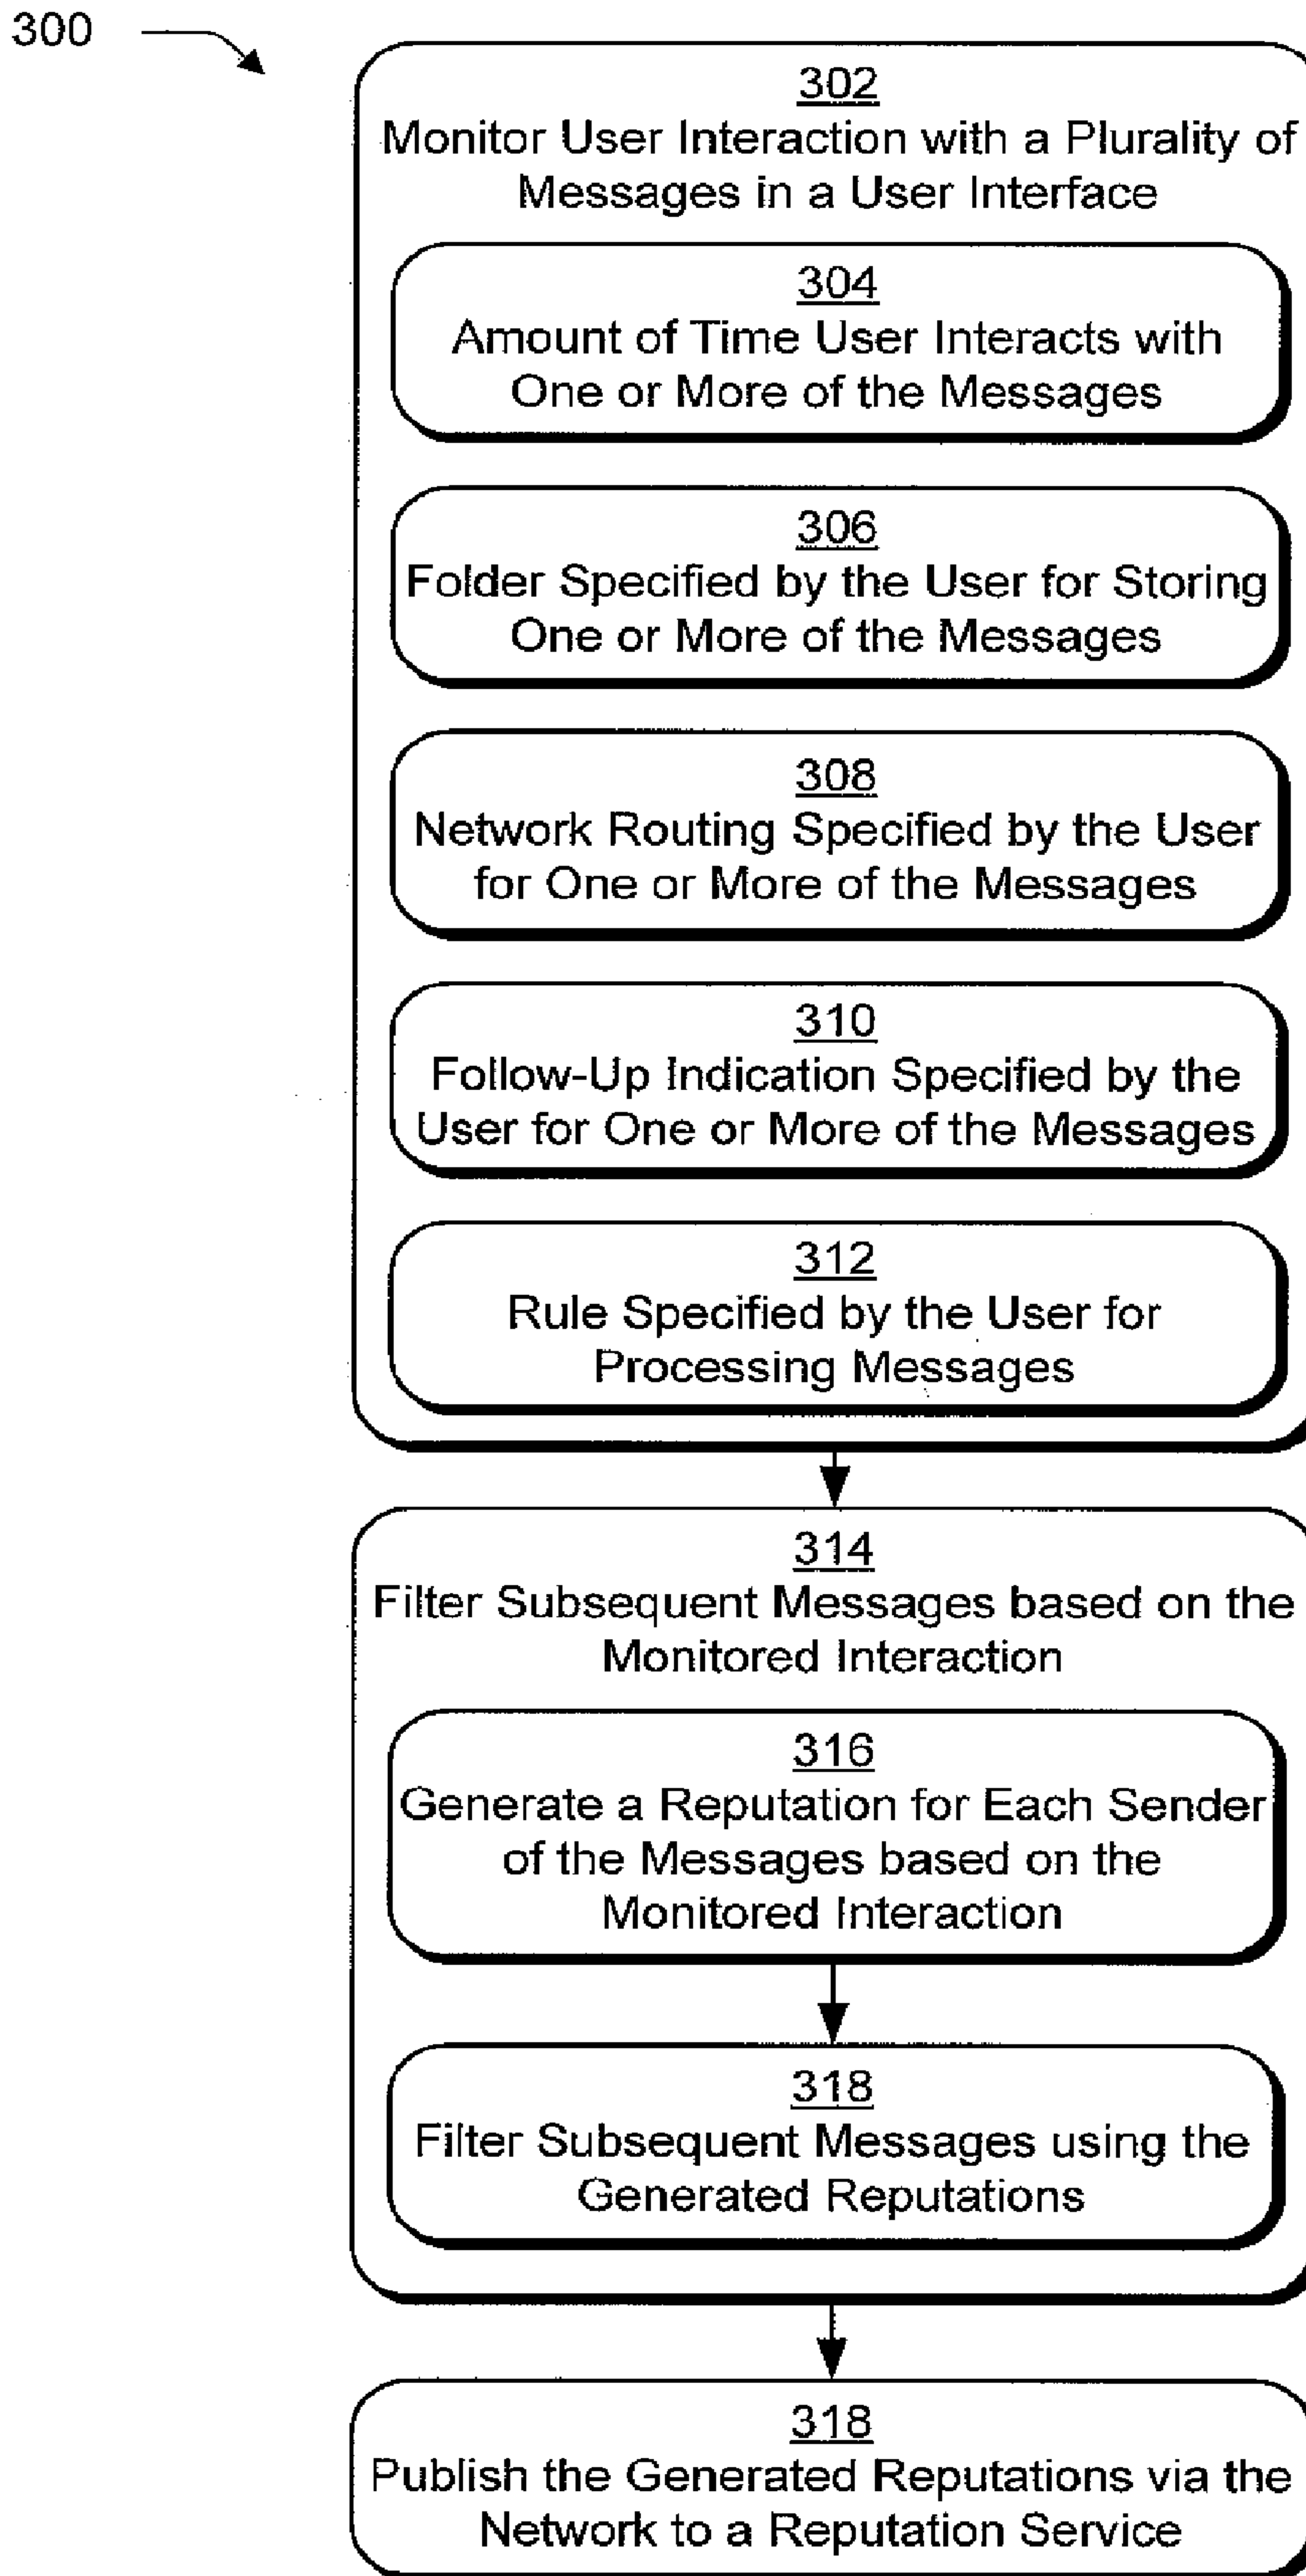 300
302
Monitor User Interaction with a Plurality of
Messages in a User Interface
304
Amount of Time User Interacts with
One or More of the Messages
306
Folder Specified by the User for Storing
One or More of the Messages
308
Network Routing Specified by the User
for One or More of the Messages
310
Follow-Up Indication Specified by the
User for One or More of the Messages
312
Rule Specified by the User for
Processing Messages
314
Filter Subsequent Messages based on the
Monitored Interaction
316
Generate a Reputation for Each Sender
of the Messages based on the
Monitored Interaction
318
Filter Subsequent Messages using the
Generated Reputations
318
Publish the Generated Reputations via the
Network to a Reputation Service